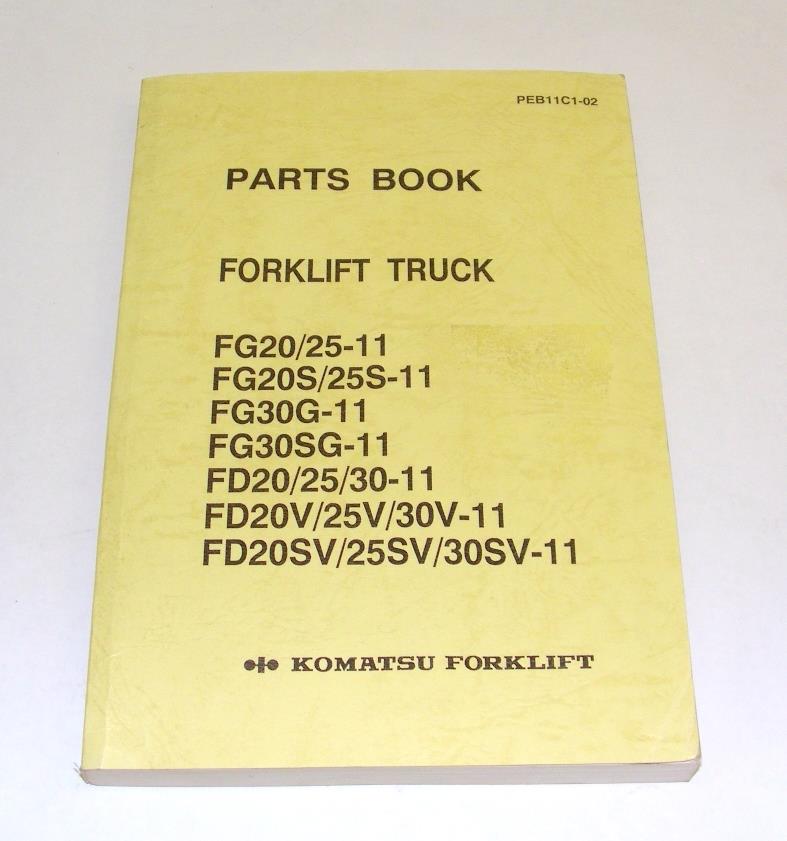 PEB11C1-02
PARTS BOOK
FORKLIFT TRUCK
FG20/25-11
FG20S/25S-11
FG30G-11
FG30SG-11
FD20/25/30-11
FD20V/25V/30V-11
FD20SV/25SV/30SV-11
KOMATSU FORKLIFT